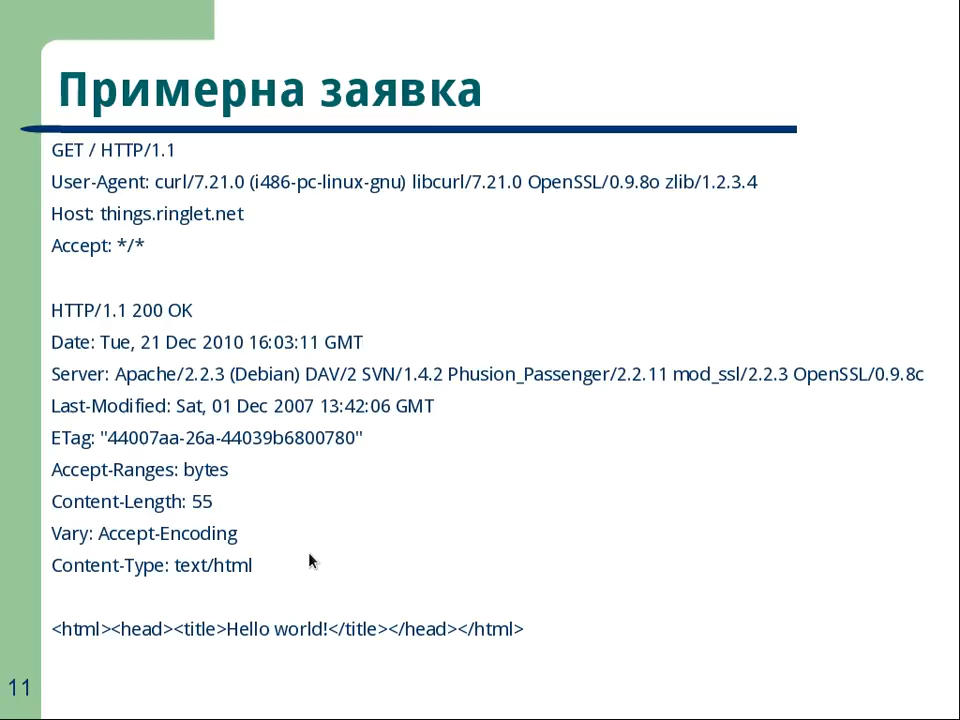 Примерна заявка
GET / HTTP/1.1
User-Agent: curl/7.21.0 (i486-pc-linux-gnu) libcurl/7.21.0 OpenSSL/0.9.8o zlib/1.2.3.4
Host: things.ringlet.net
Accept: */*
HTTP/1.1 200 OK
Date: Tue, 21 Dec 2010 16:03:11 GMT
Server: Apache/2.2.3 (Debian) DAV/2 SVN/1.4.2 Phusion_Passenger/2.2.11 mod_ssl/2.2.3 OpenSSL/0.9.8c
Last-Modified: Sat, 01 Dec 2007 13:42:06 GMT
ETag: "44007aa-26a-44039b6800780"
Accept-Ranges: bytes
Content-Length: 55
Vary: Accept-Encoding
Content-Type: text/html
<html><head><title>Hello world!</title></head></html>
11